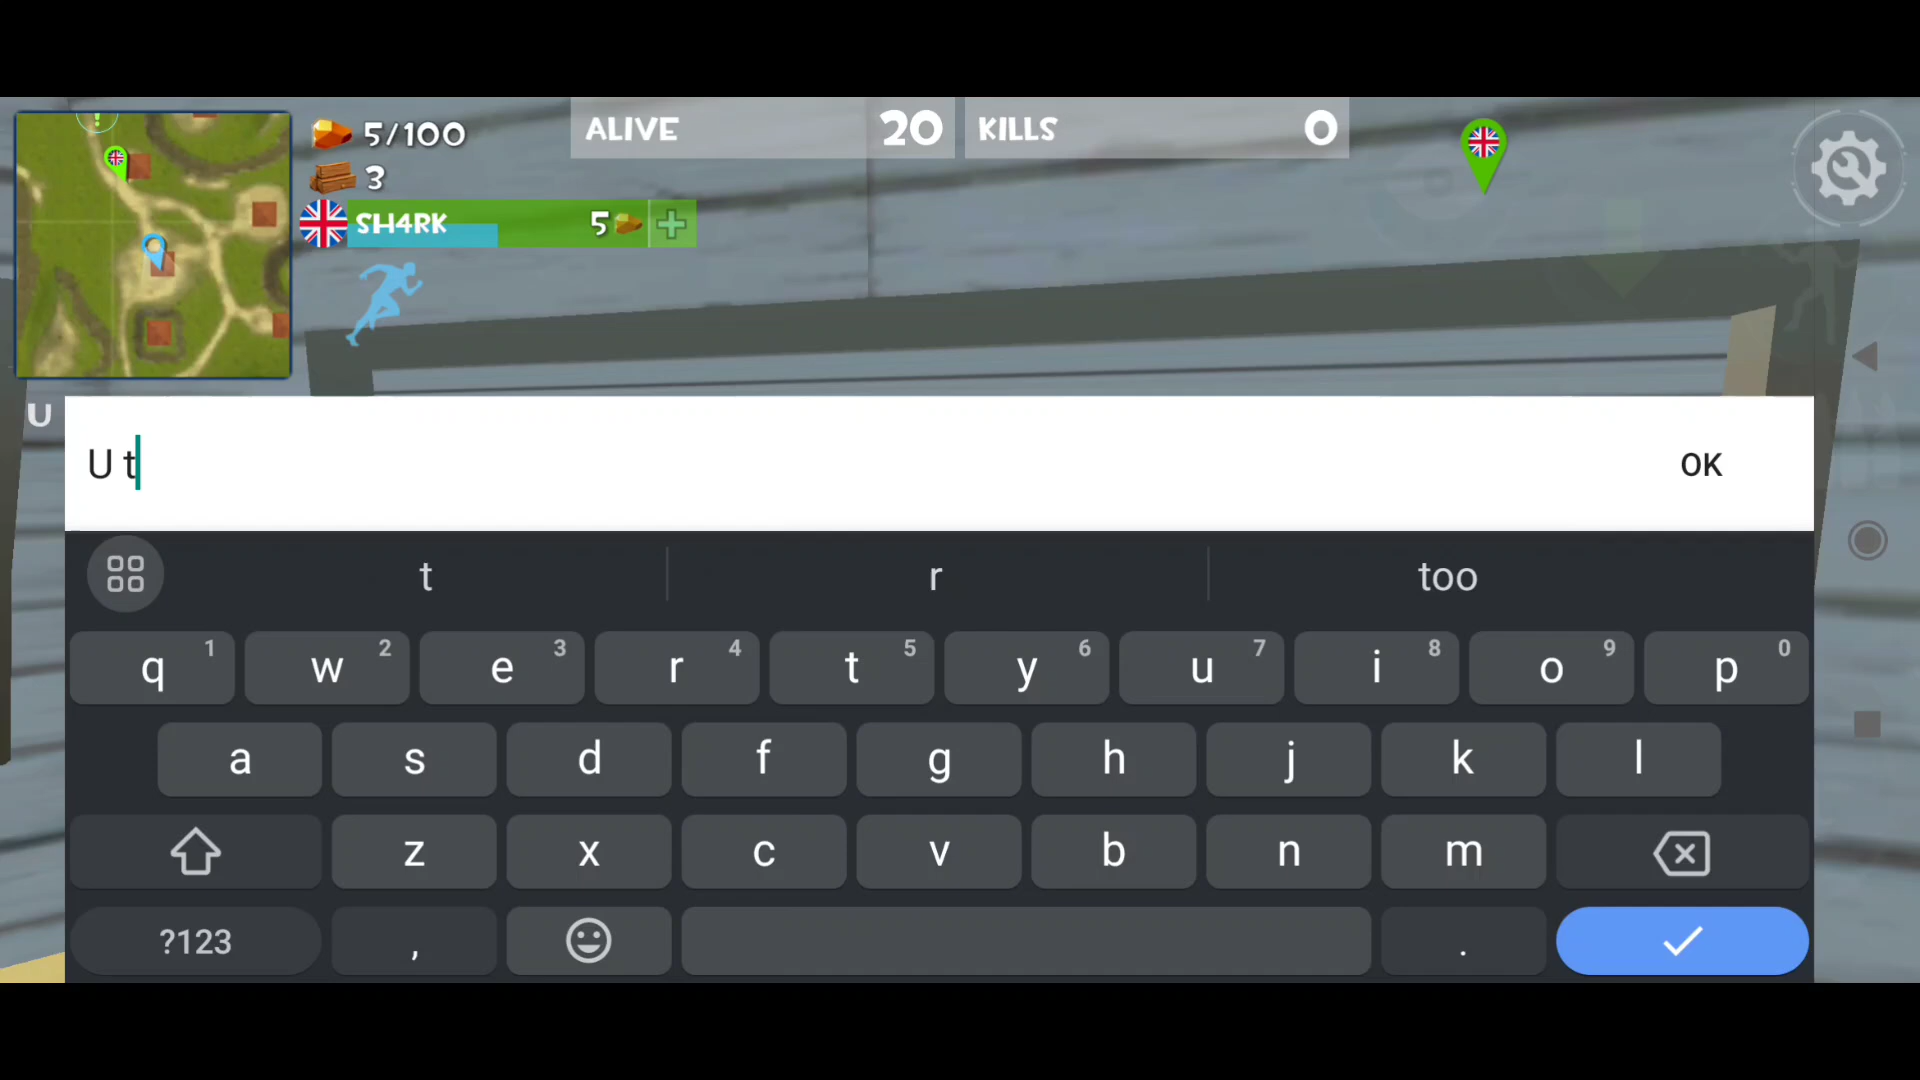 5/100
ALIVE 20
KILLS 0
3
SH4RK 5
U
U t
OK
t r too
q 1 w 2 e 3 r 4 t 5 y 6 u 7 i 8 o 9 p 0
a s d f g h j k l
z x c v b n m
?123 , .